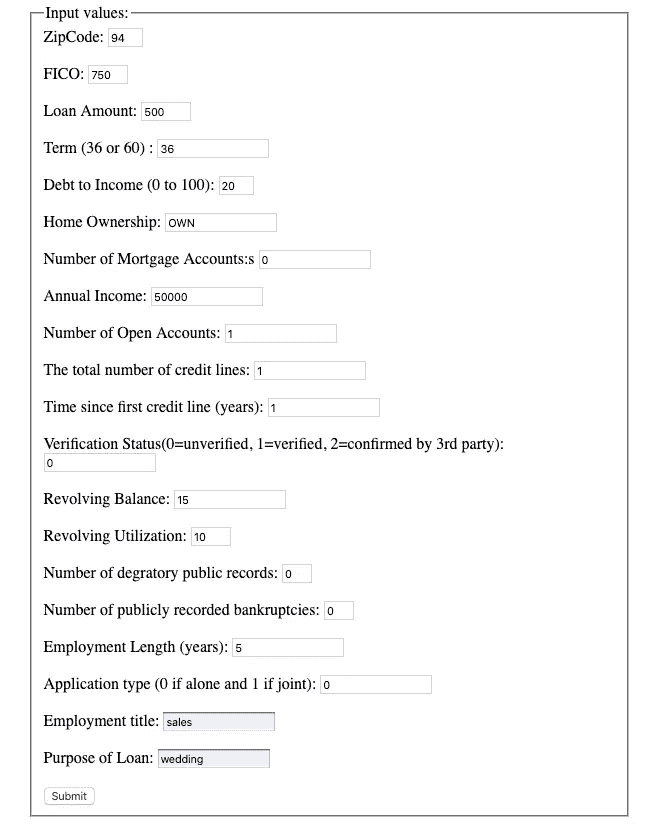 Input values:
ZipCode: 94
FICO: 750
Loan Amount: 500
Term (36 or 60) : 36
Debt to Income (0 to 100): 20
Home Ownership: OWN
Number of Mortgage Accounts:s 0
Annual Income: 50000
Number of Open Accounts: 1
The total number of credit lines: 1
Time since first credit line (years): 1
Verification Status(0=unverified, 1=verified, 2=confirmed by 3rd party):
0
Revolving Balance: 15
Revolving Utilization: 10
Number of degratory public records: 0
Number of publicly recorded bankruptcies: 0
Employment Length (years): 5
Application type (0 if alone and 1 if joint): 0
Employment title: sales
Purpose of Loan: wedding
Submit